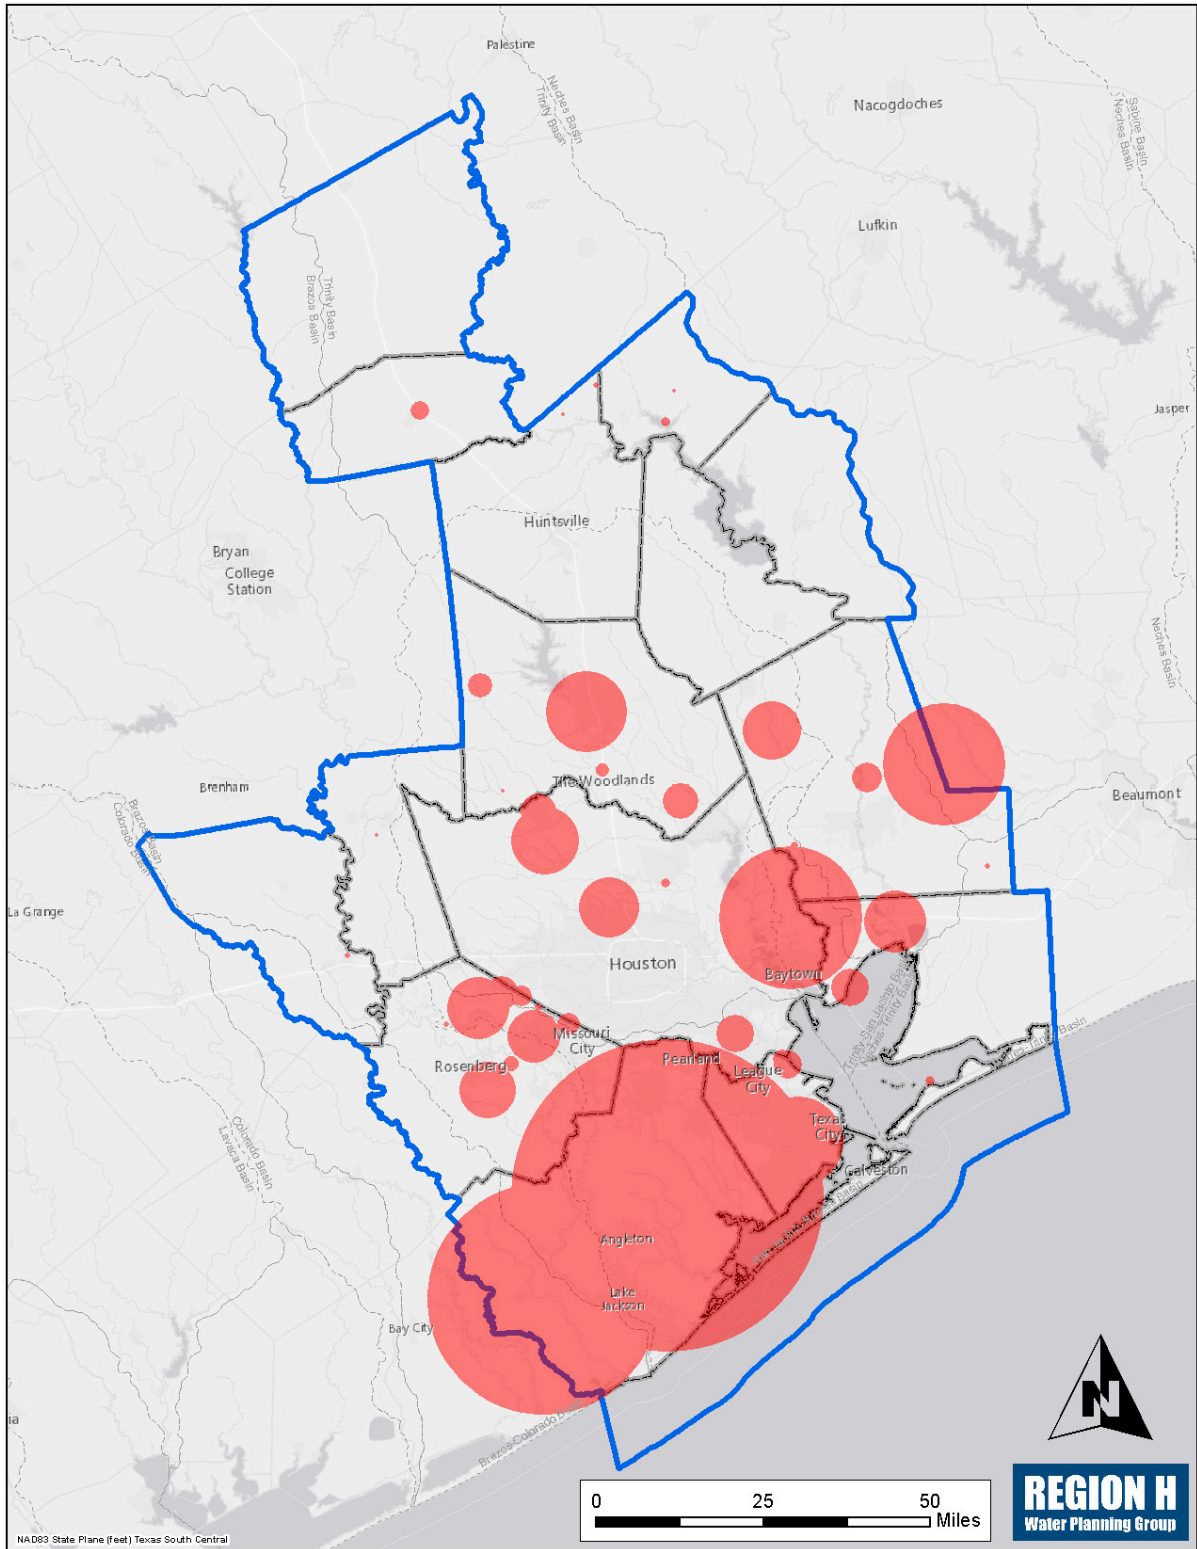 Palestine
Neches Basin
Trinity Basin
Nacogdoches
Sabine Basin
Neches Basin
Lufkin
Trinity Basin
Brazos Basin
Jasper
Huntsville
Bryan
College
Station
Neches Basin
The Woodlands
Brenham
Beaumont
Brazos Basin
Colorado Basin
La Grange
Houston
Baytown
Trinity-San Jacinto Basin
Neches-Trinity Basin
Missouri
City
Pearland
Rosenberg
League
City
Texas
City
Colorado Basin
Lavaca Basin
Galveston
Angleton
Lake
Jackson
Bay City
ia
Brazos-Colorado
0
25
50
Miles
N
REGION H
Water Planning Group
NAD83 State Plane (feet) Texas South Central